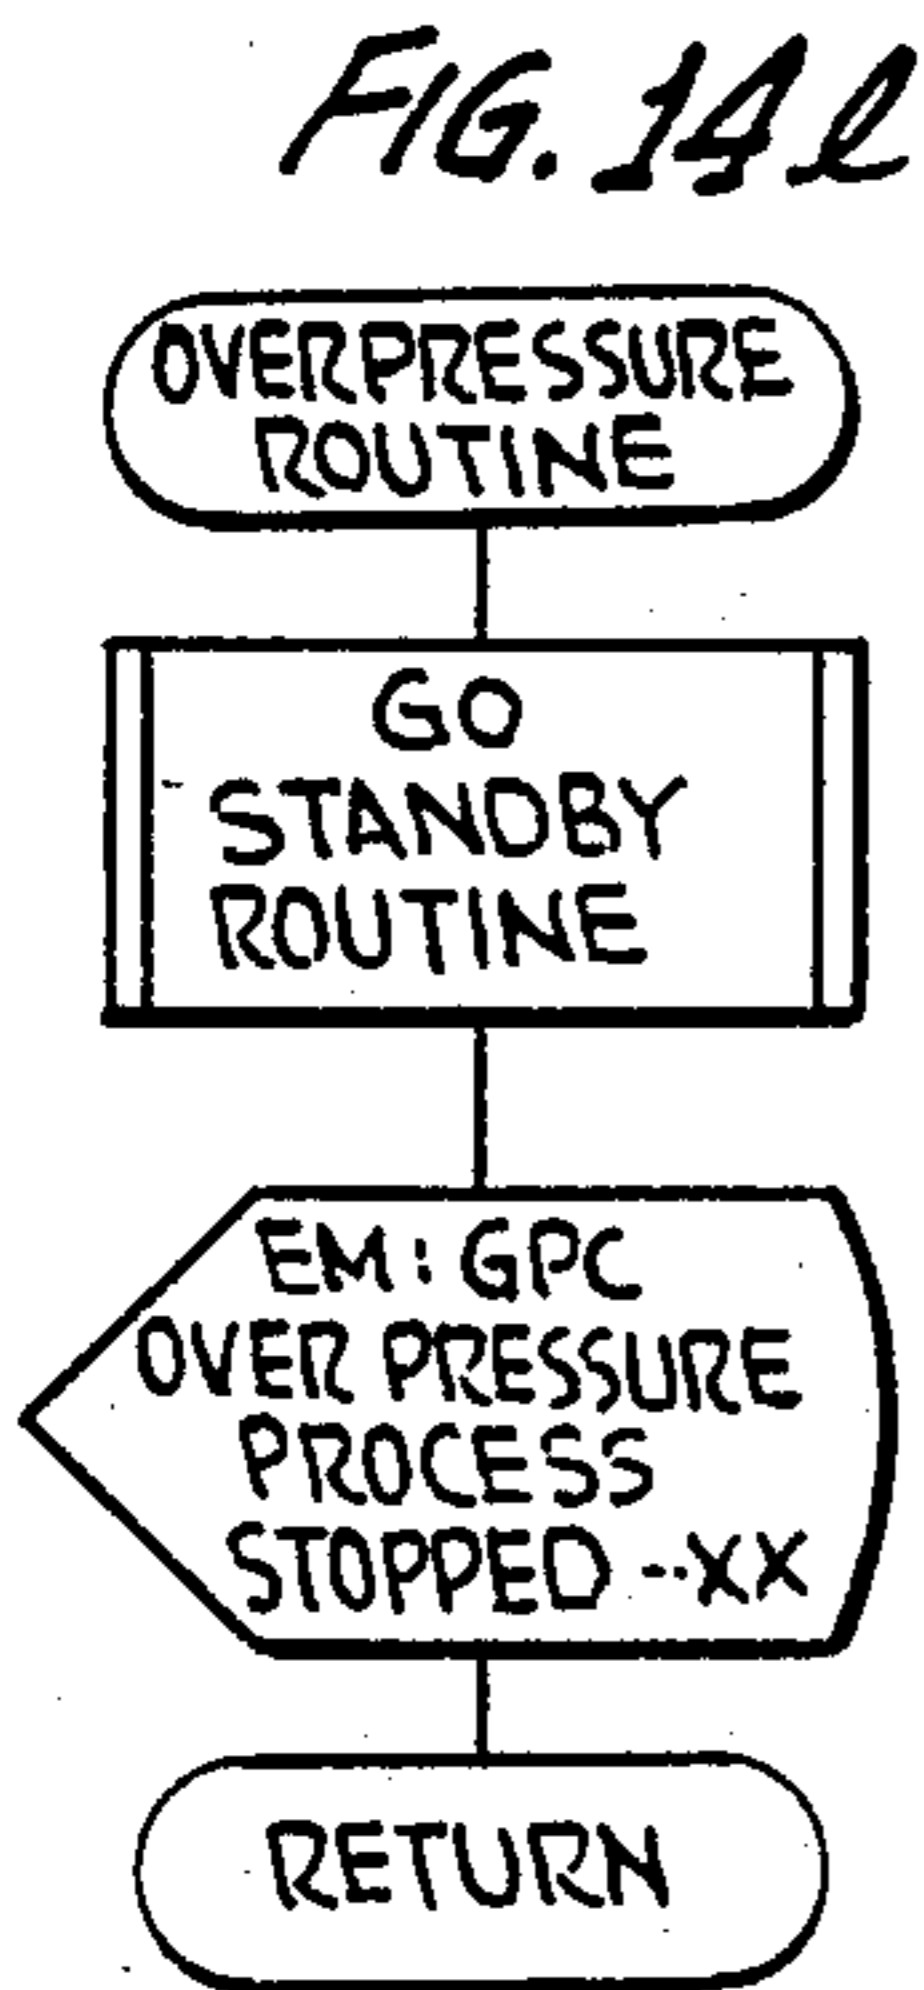 FIG. 14l
OVERPRESSURE
ROUTINE
GO
STANDBY
ROUTINE
EM: GPC
OVER PRESSURE
PROCESS
STOPPED --XX
RETURN